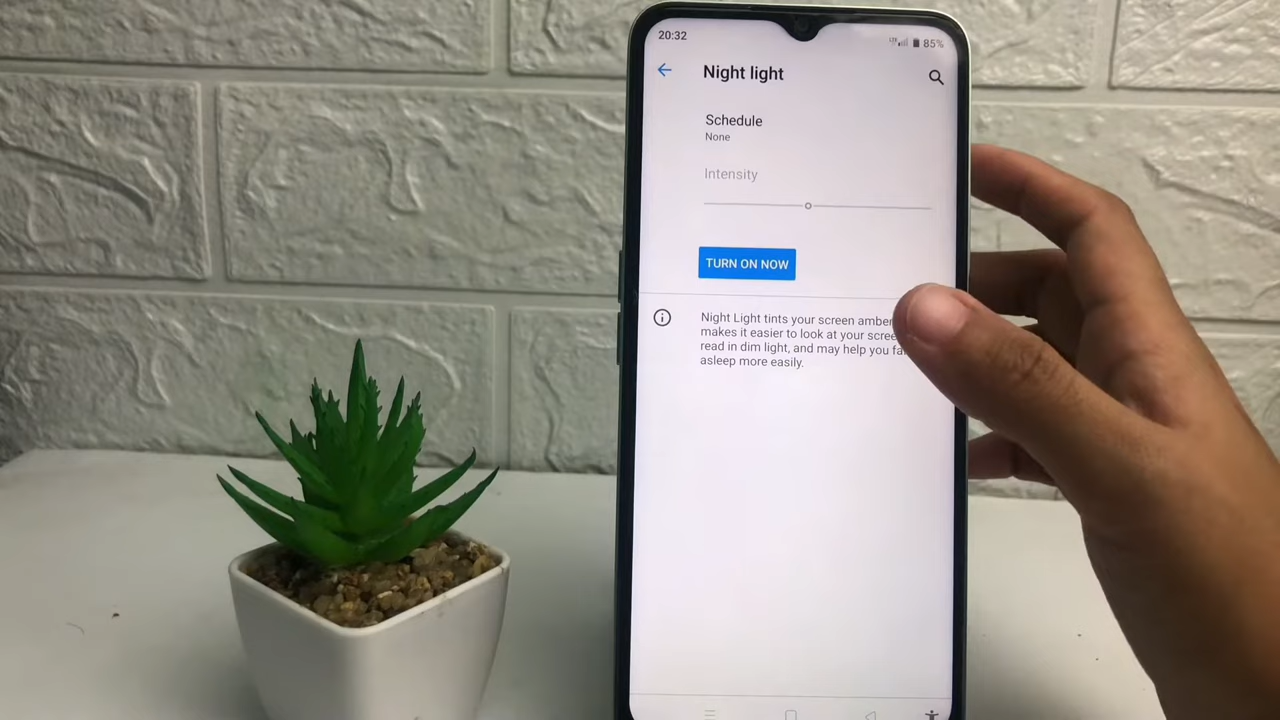 20:32
LTE 85%
Night light
Schedule
None
Intensity
TURN ON NOW
Night Light tints your screen amber
makes it easier to look at your scree
read in dim light, and may help you fa
asleep more easily.